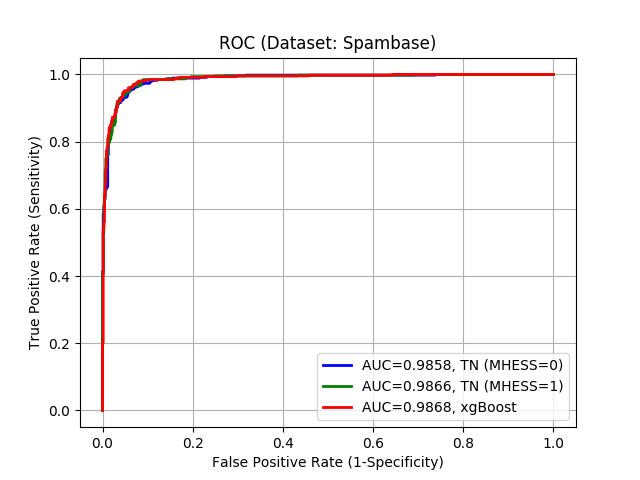 ROC (Dataset: Spambase)
True Positive Rate (Sensitivity)
1.0
0.8
0.6
0.4
0.2
0.0
AUC=0.9858, TN (MHESS=0)
AUC=0.9866, TN (MHESS=1)
AUC=0.9868, xgBoost
0.0 0.2 0.4 0.6 0.8 1.0
False Positive Rate (1-Specificity)